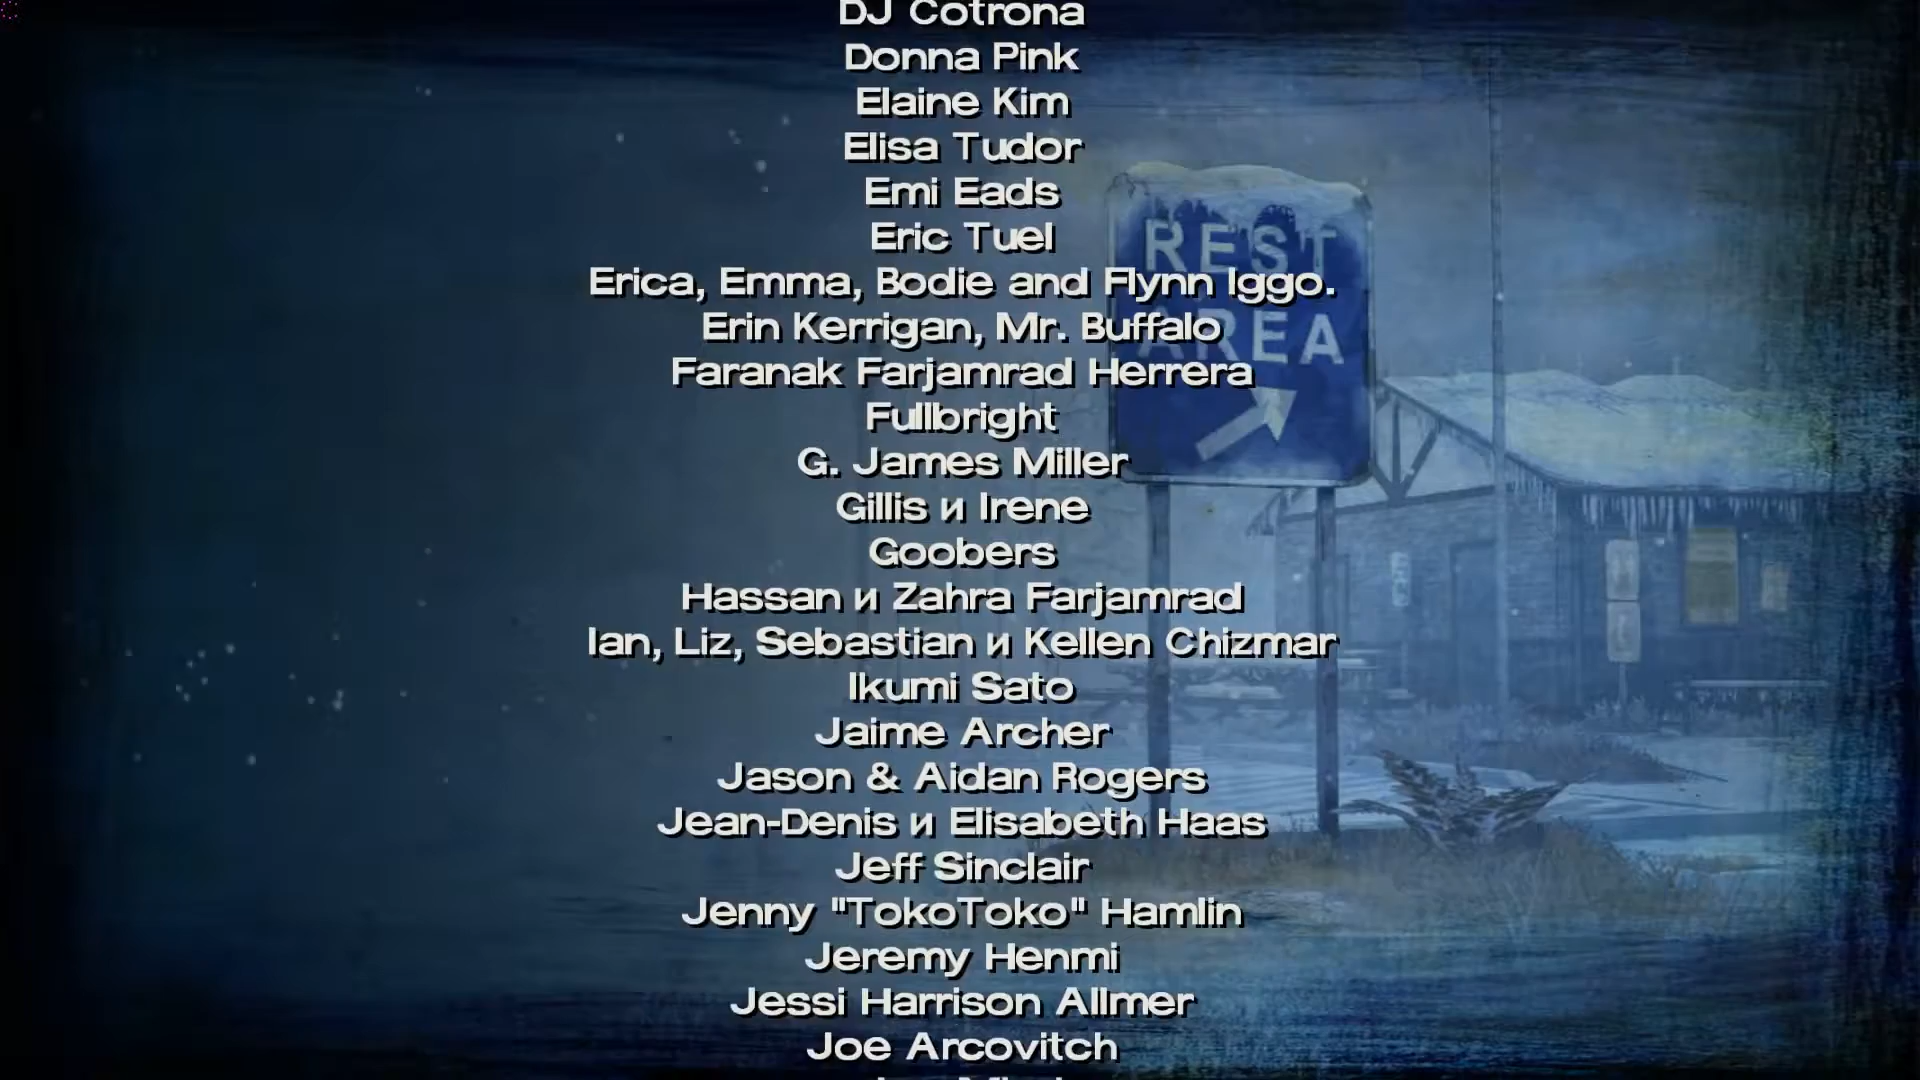 DJ Cotrona
Donna Pink
Elaine Kim
Elisa Tudor
Emi Eads
Eric Tuel
Erica, Emma, Bodie and Flynn Iggo.
Erin Kerrigan, Mr. Buffalo
Faranak Farjamrad Herrera
Fullbright
G. James Miller
Gillis и Irene
Goobers
Hassan и Zahra Farjamrad
Ian, Liz, Sebastian и Kellen Chizmar
Ikumi Sato
Jaime Archer
Jason & Aidan Rogers
Jean-Denis и Elisabeth Haas
Jeff Sinclair
Jenny "TokoToko" Hamlin
Jeremy Henmi
Jessi Harrison Allmer
Joe Arcovitch
REST
AREA